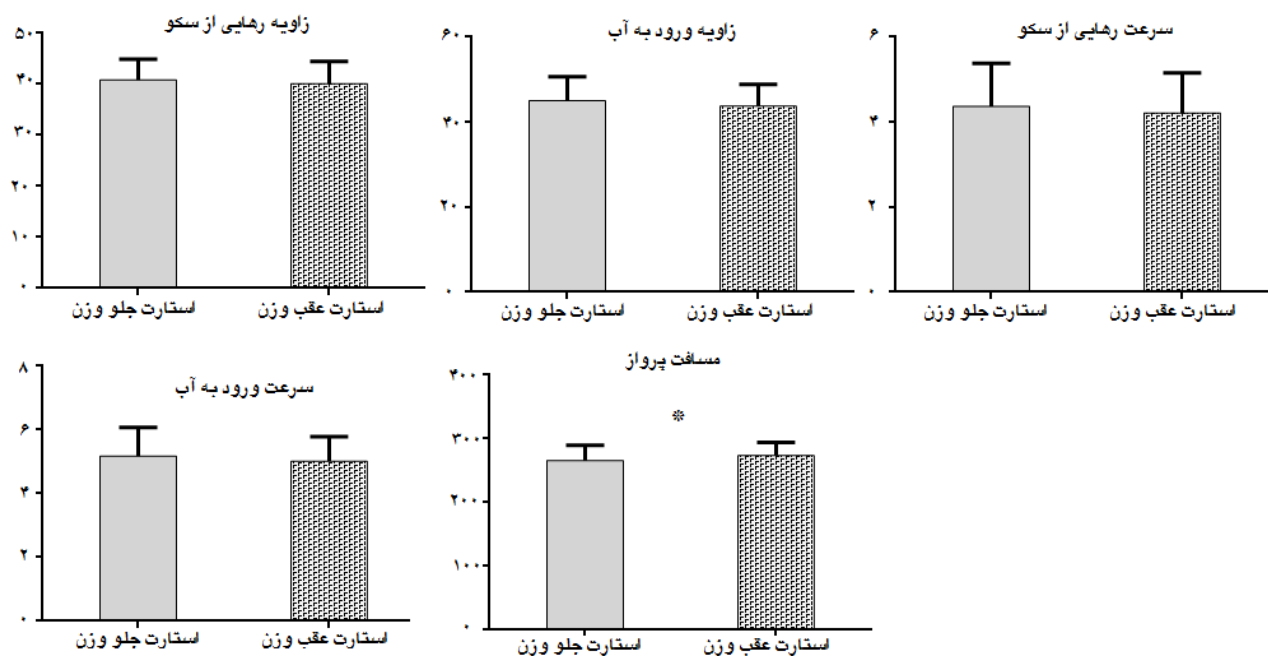 زاویه رهایی از سکو
۵۰
۴۰
۳۰
۲۰
۱۰
۰
استارت جلو وزن
استارت عقب وزن
زاویه ورود به آب
۶۰
۴۰
۲۰
۰
استارت جلو وزن
استارت عقب وزن
سرعت رهایی از سکو
۶
۴
۲
۰
استارت جلو وزن
استارت عقب وزن
سرعت ورود به آب
۸
۶
۴
۲
۰
استارت جلو وزن
استارت عقب وزن
مسافت پرواز
۴۰۰
۳۰۰
۲۰۰
۱۰۰
۰
*
استارت جلو وزن
استارت عقب وزن